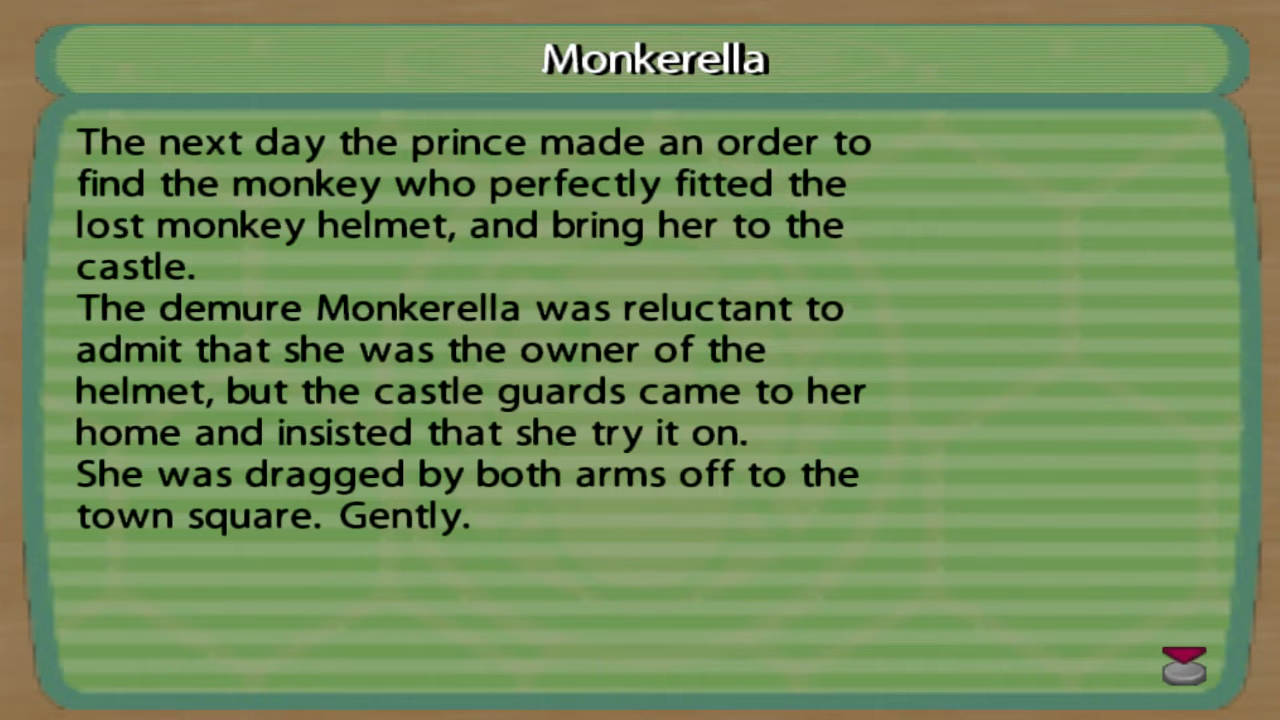 Monkerella
The next day the prince made an order to
find the monkey who perfectly fitted the
lost monkey helmet, and bring her to the
castle.
The demure Monkerella was reluctant to
admit that she was the owner of the
helmet, but the castle guards came to her
home and insisted that she try it on.
She was dragged by both arms off to the
town square. Gently.